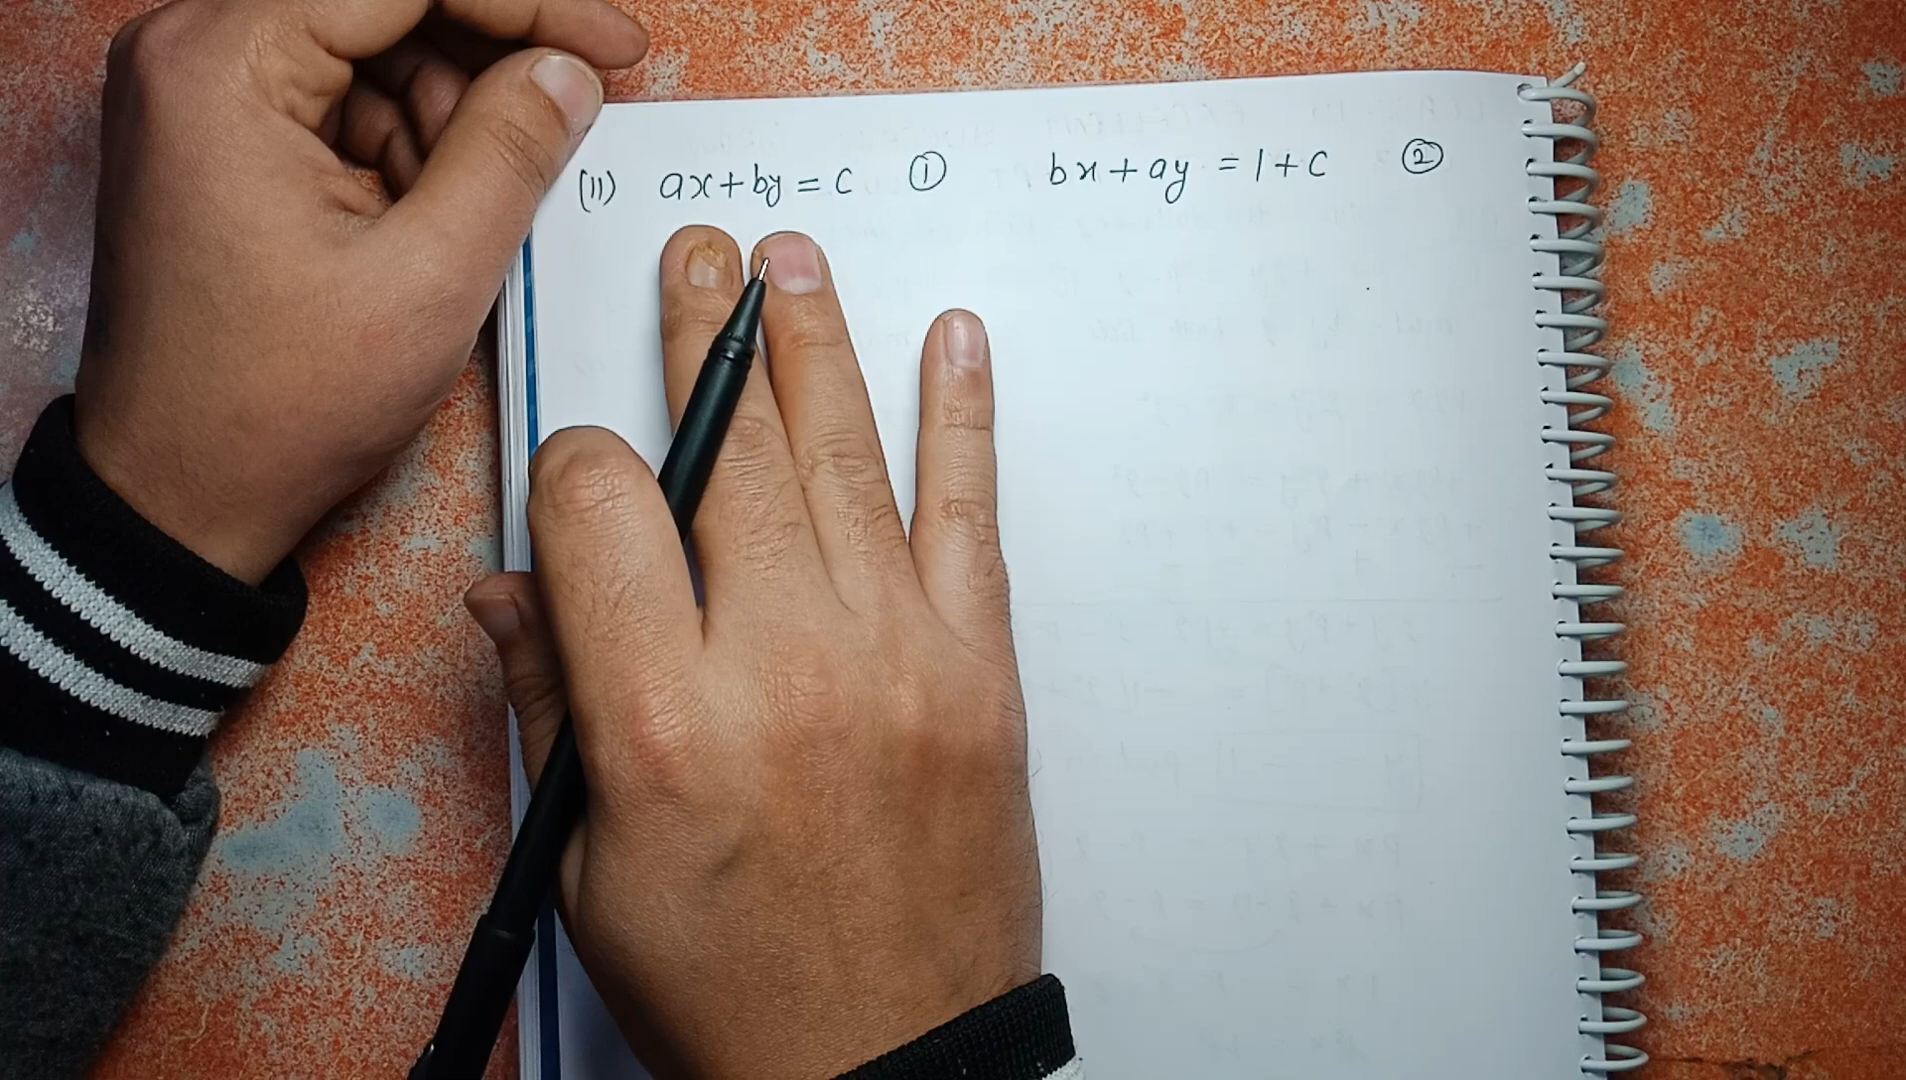 (11) ax+by = c ① bx+ay = 1+c ②